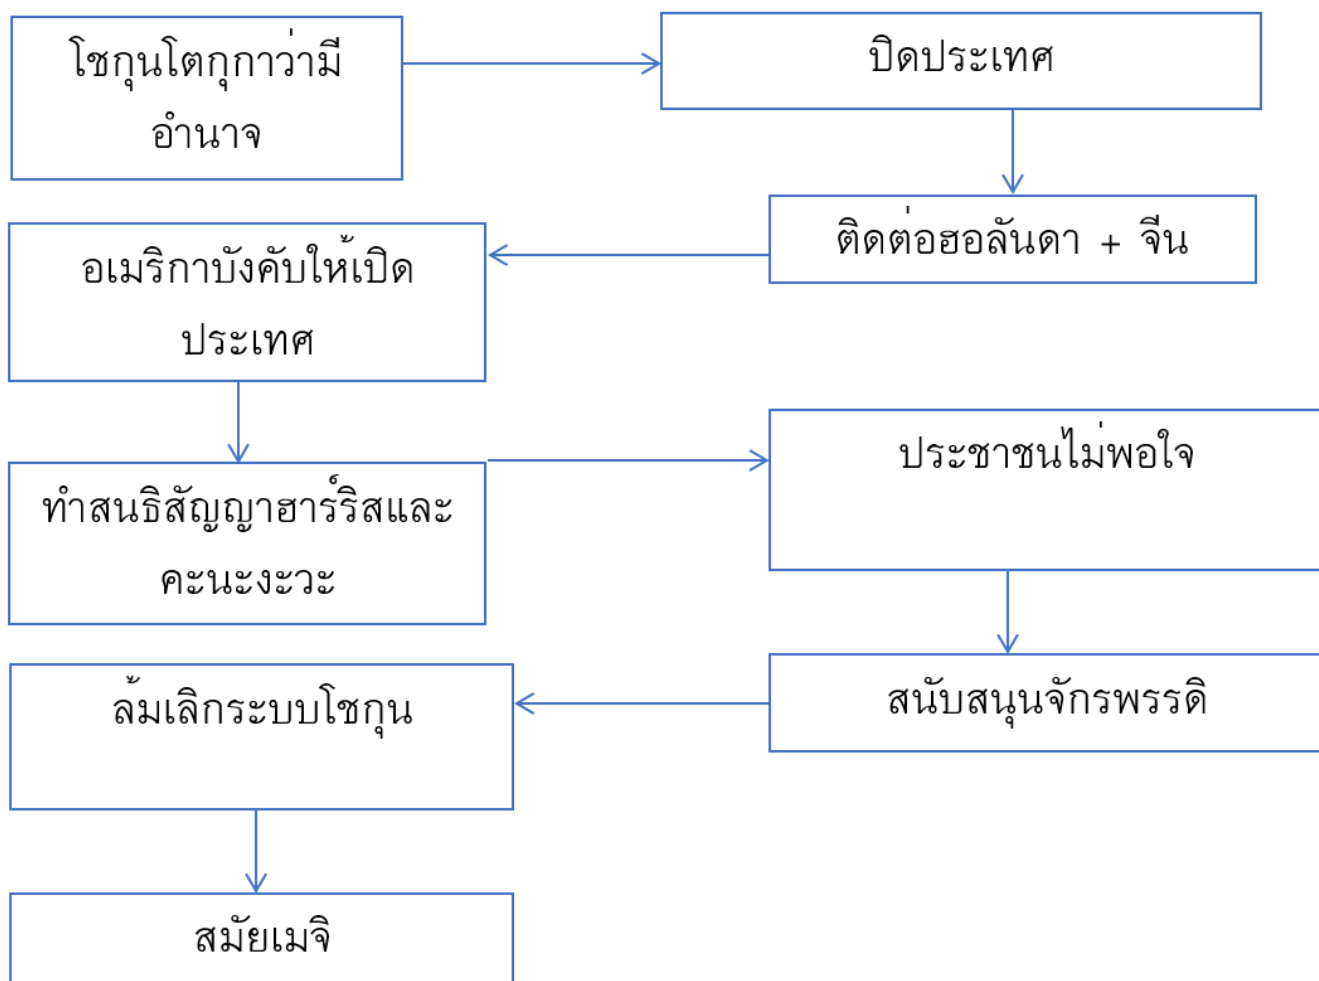 โชกุนโตกุกาว่ามี
อำนาจ
ปิดประเทศ
ติดต่อฮอลันดา + จีน
อเมริกาบังคับให้เปิด
ประเทศ
ทำสนธิสัญญาฮาร์ริสและ
คะนะงะวะ
ประชาชนไม่พอใจ
สนับสนุนจักรพรรดิ
ล้มเลิกระบบโชกุน
สมัยเมจิ